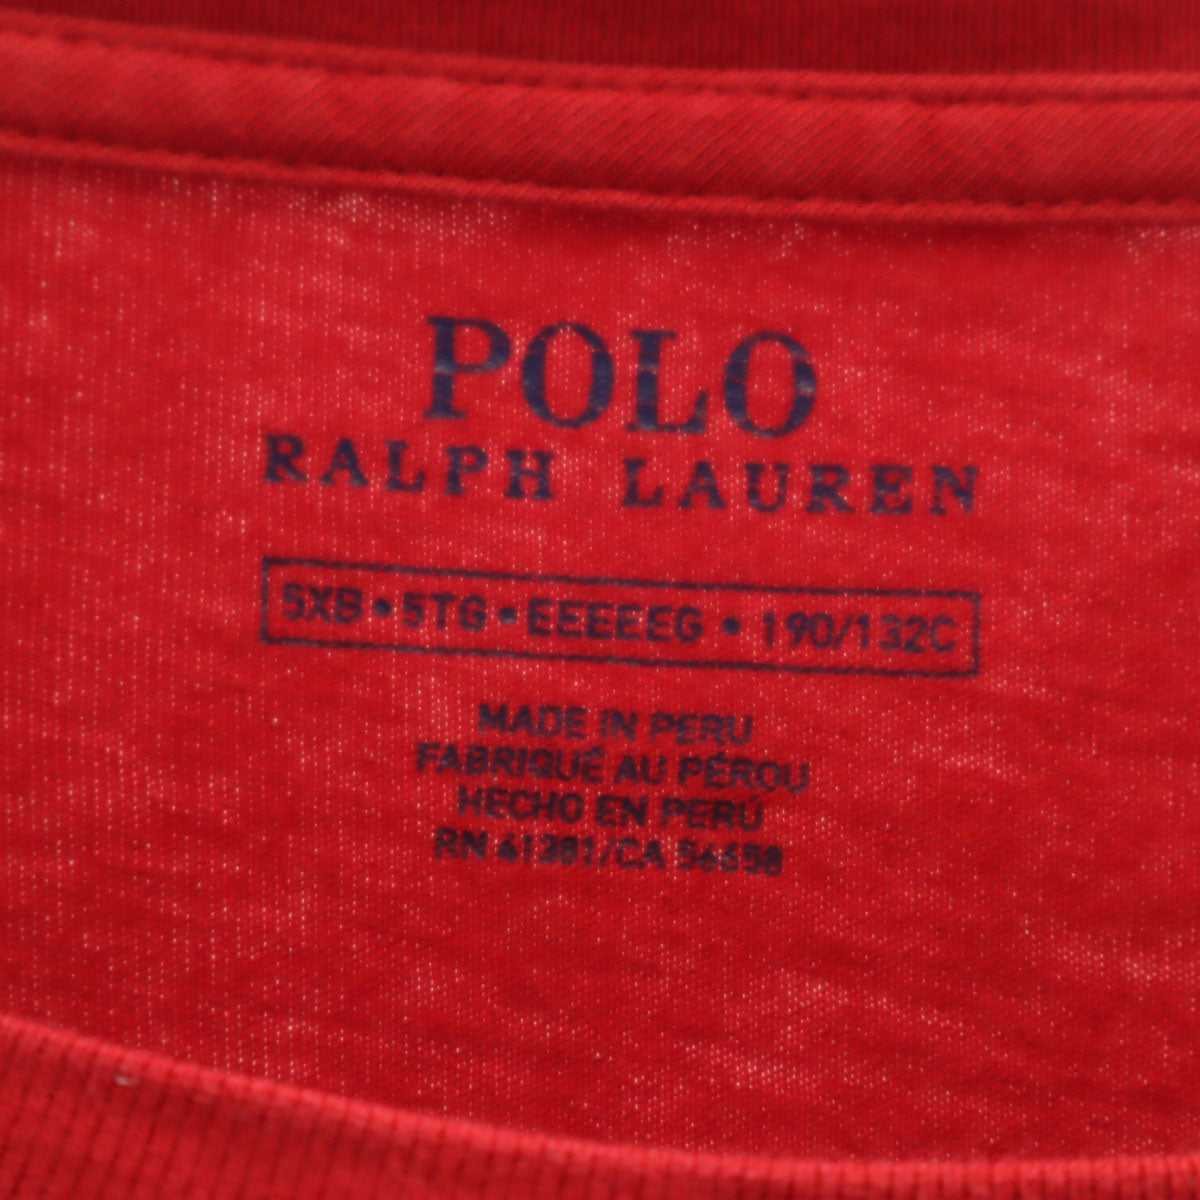 POLO
RALPH LAUREN
5XB • 5TG • EEEEEG • 190/132C
MADE IN PERU
FABRIQUÉ AU PÉROU
HECHO EN PERÚ
RN 41381/CA 56658